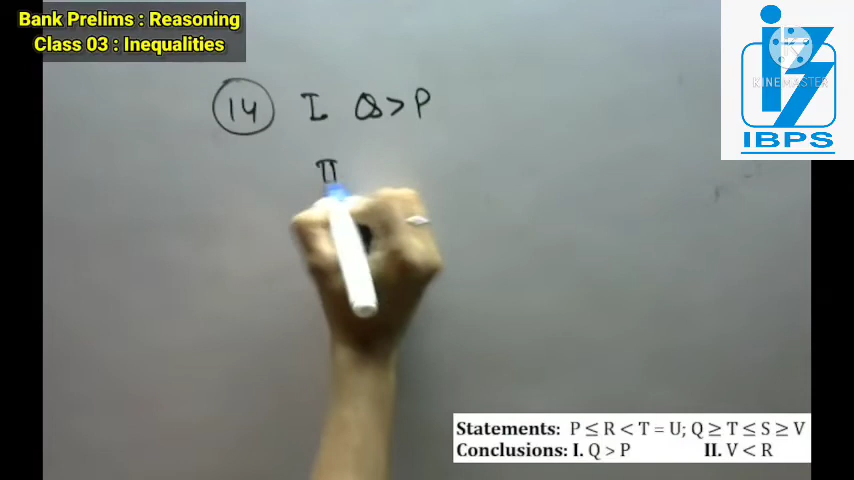 Bank Prelims : Reasoning
Class 03 : Inequalities
KINEMASTER
IBPS
14 I Q > P
II
Statements: P ≤ R < T = U; Q ≥ T ≤ S ≥ V
Conclusions: I. Q > P II. V < R